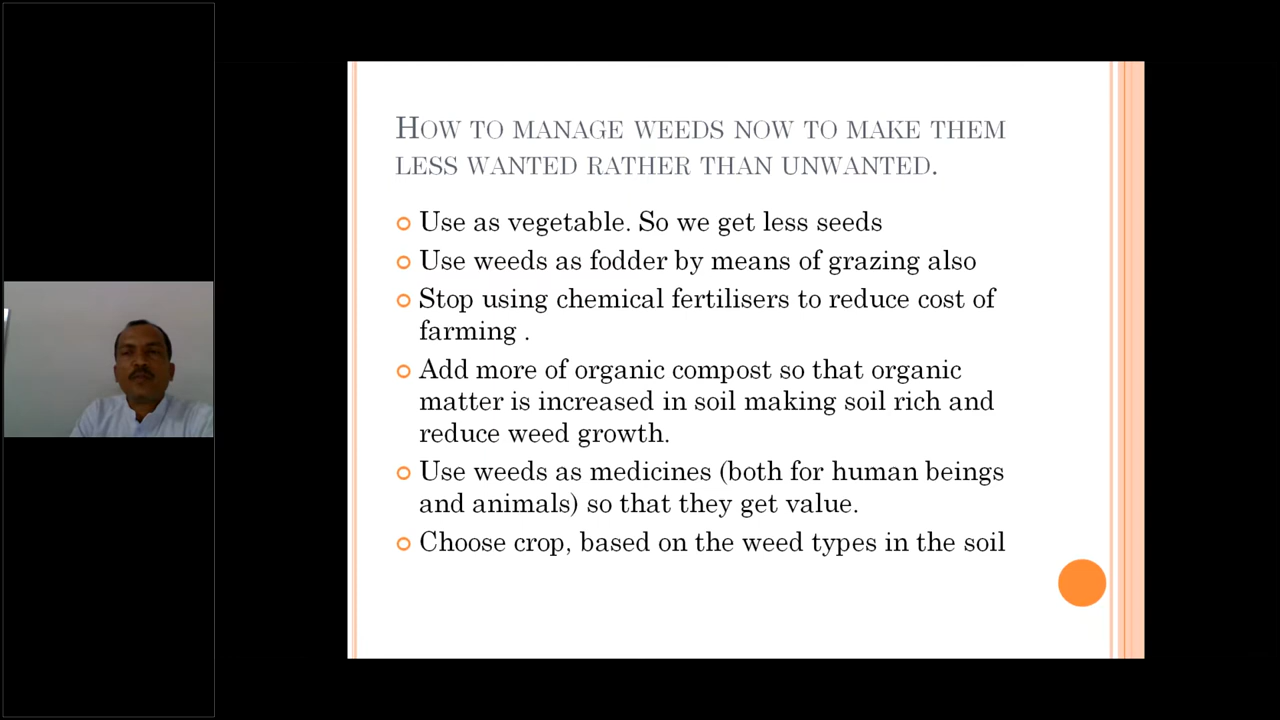 How to manage weeds now to make them
less wanted rather than unwanted.
Use as vegetable. So we get less seeds
Use weeds as fodder by means of grazing also
Stop using chemical fertilisers to reduce cost of
farming .
Add more of organic compost so that organic
matter is increased in soil making soil rich and
reduce weed growth.
Use weeds as medicines (both for human beings
and animals) so that they get value.
Choose crop, based on the weed types in the soil